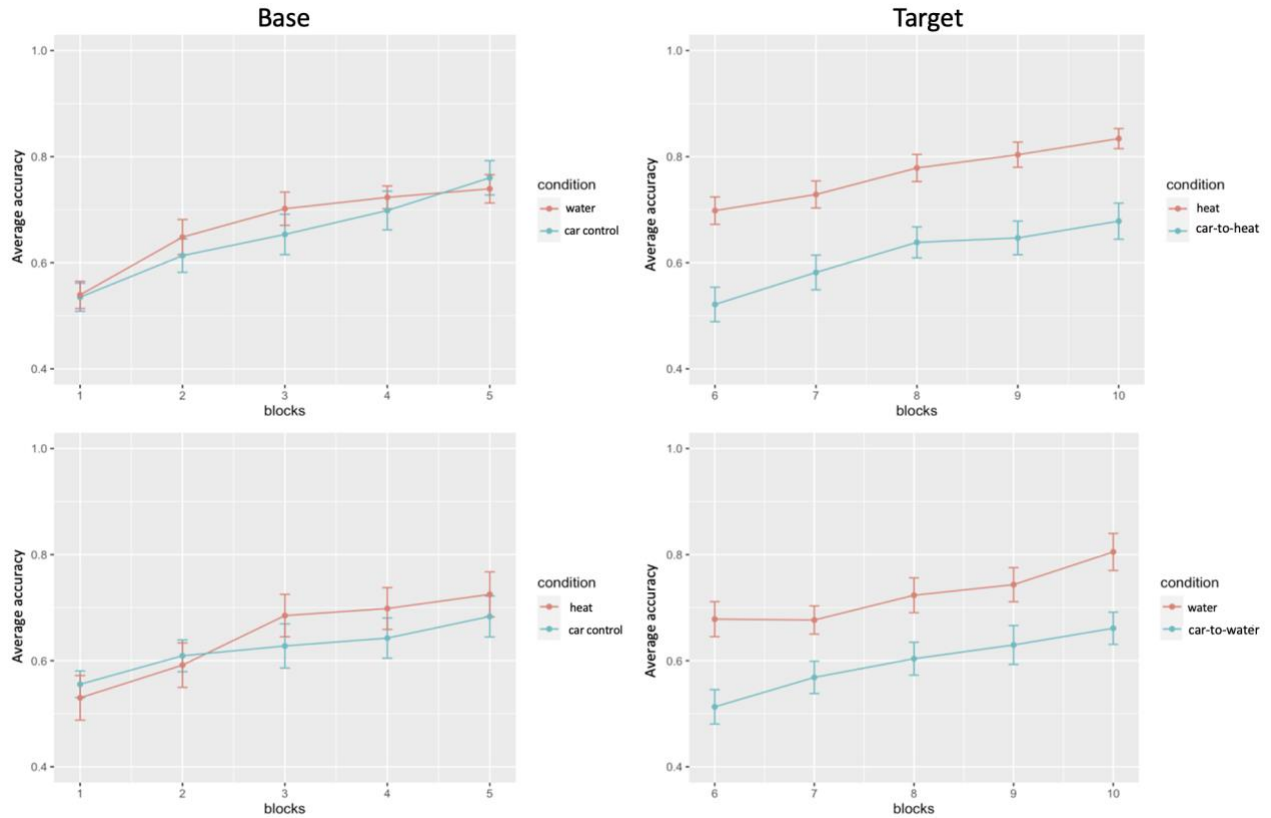 Base
Target
1.0
0.8
0.6
0.4
Average accuracy
1
2
3
4
5
blocks
condition
water
car control
1.0
0.8
0.6
0.4
Average accuracy
6
7
8
9
10
blocks
condition
heat
car-to-heat
1.0
0.8
0.6
0.4
Average accuracy
1
2
3
4
5
blocks
condition
heat
car control
1.0
0.8
0.6
0.4
Average accuracy
6
7
8
9
10
blocks
condition
water
car-to-water